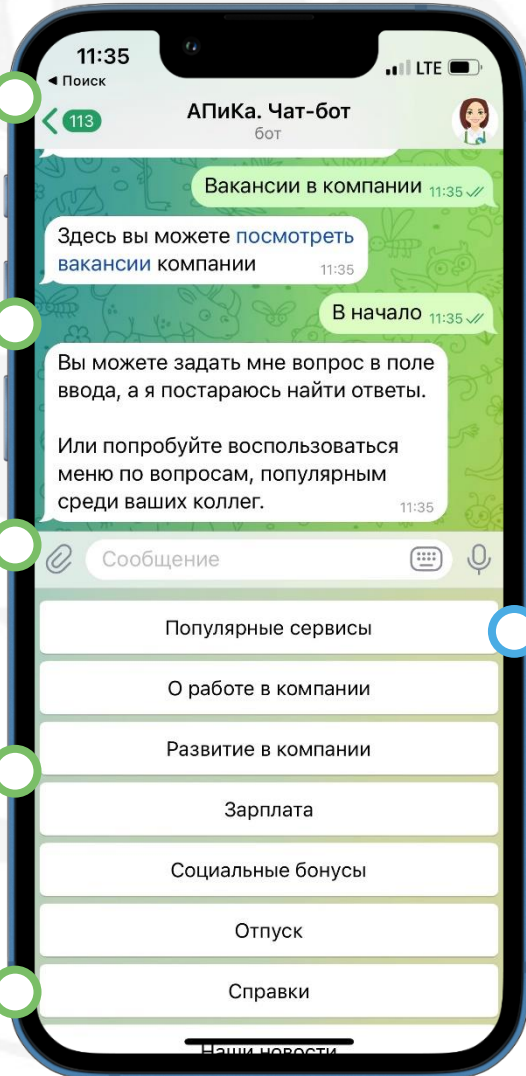 11:35
LTE
◀ Поиск
113
АПиКа. Чат-бот
бот
Вакансии в компании 11:35
Здесь вы можете посмотреть
вакансии компании 11:35
В начало 11:35
Вы можете задать мне вопрос в поле
ввода, а я постараюсь найти ответы.
Или попробуйте воспользоваться
меню по вопросам, популярным
среди ваших коллег. 11:35
Сообщение
Популярные сервисы
О работе в компании
Развитие в компании
Зарплата
Социальные бонусы
Отпуск
Справки
Наши новости